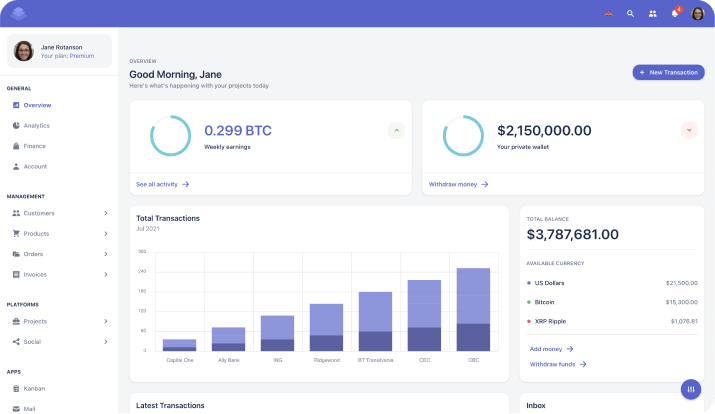 4
Jane Rotanson
Your plan: Premium
GENERAL
Overview
Analytics
Finance
Account
MANAGEMENT
Customers
Products
Orders
Invoices
PLATFORMS
Projects
Social
APPS
Kanban
Mail
OVERVIEW
Good Morning, Jane
Here's what's happening with your projects today
+ New Transaction
0.299 BTC
Weekly earnings
See all activity
$2,150,000.00
Your private wallet
Withdraw money
Total Transactions
Jul 2021
300
240
180
120
60
0
Capital One
Ally Bank
ING
Ridgewood
BT Transilvania
CEC
CBC
TOTAL BALANCE
$3,787,681.00
AVAILABLE CURRENCY
US Dollars $21,500.00
Bitcoin $15,300.00
XRP Ripple $1,076.81
Add money
Withdraw funds
Latest Transactions
Inbox